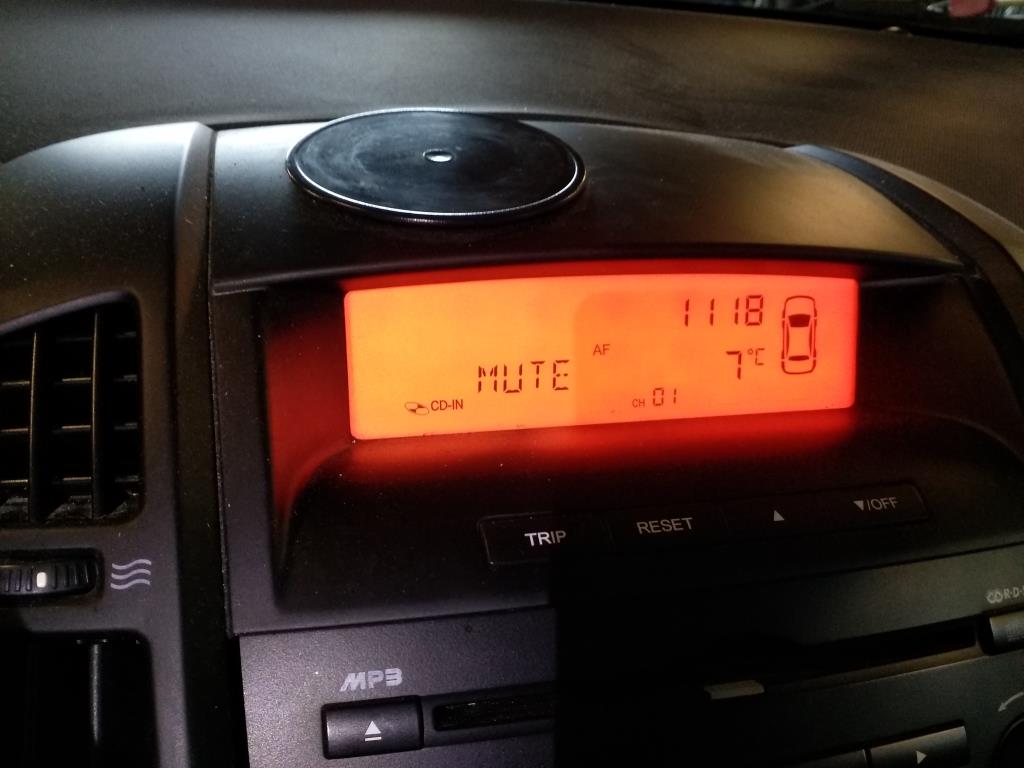 1118
AF
7°C
MUTE
CD-IN
CH 01
TRIP RESET ▲ ▼/OFF
R·D·S
MP3